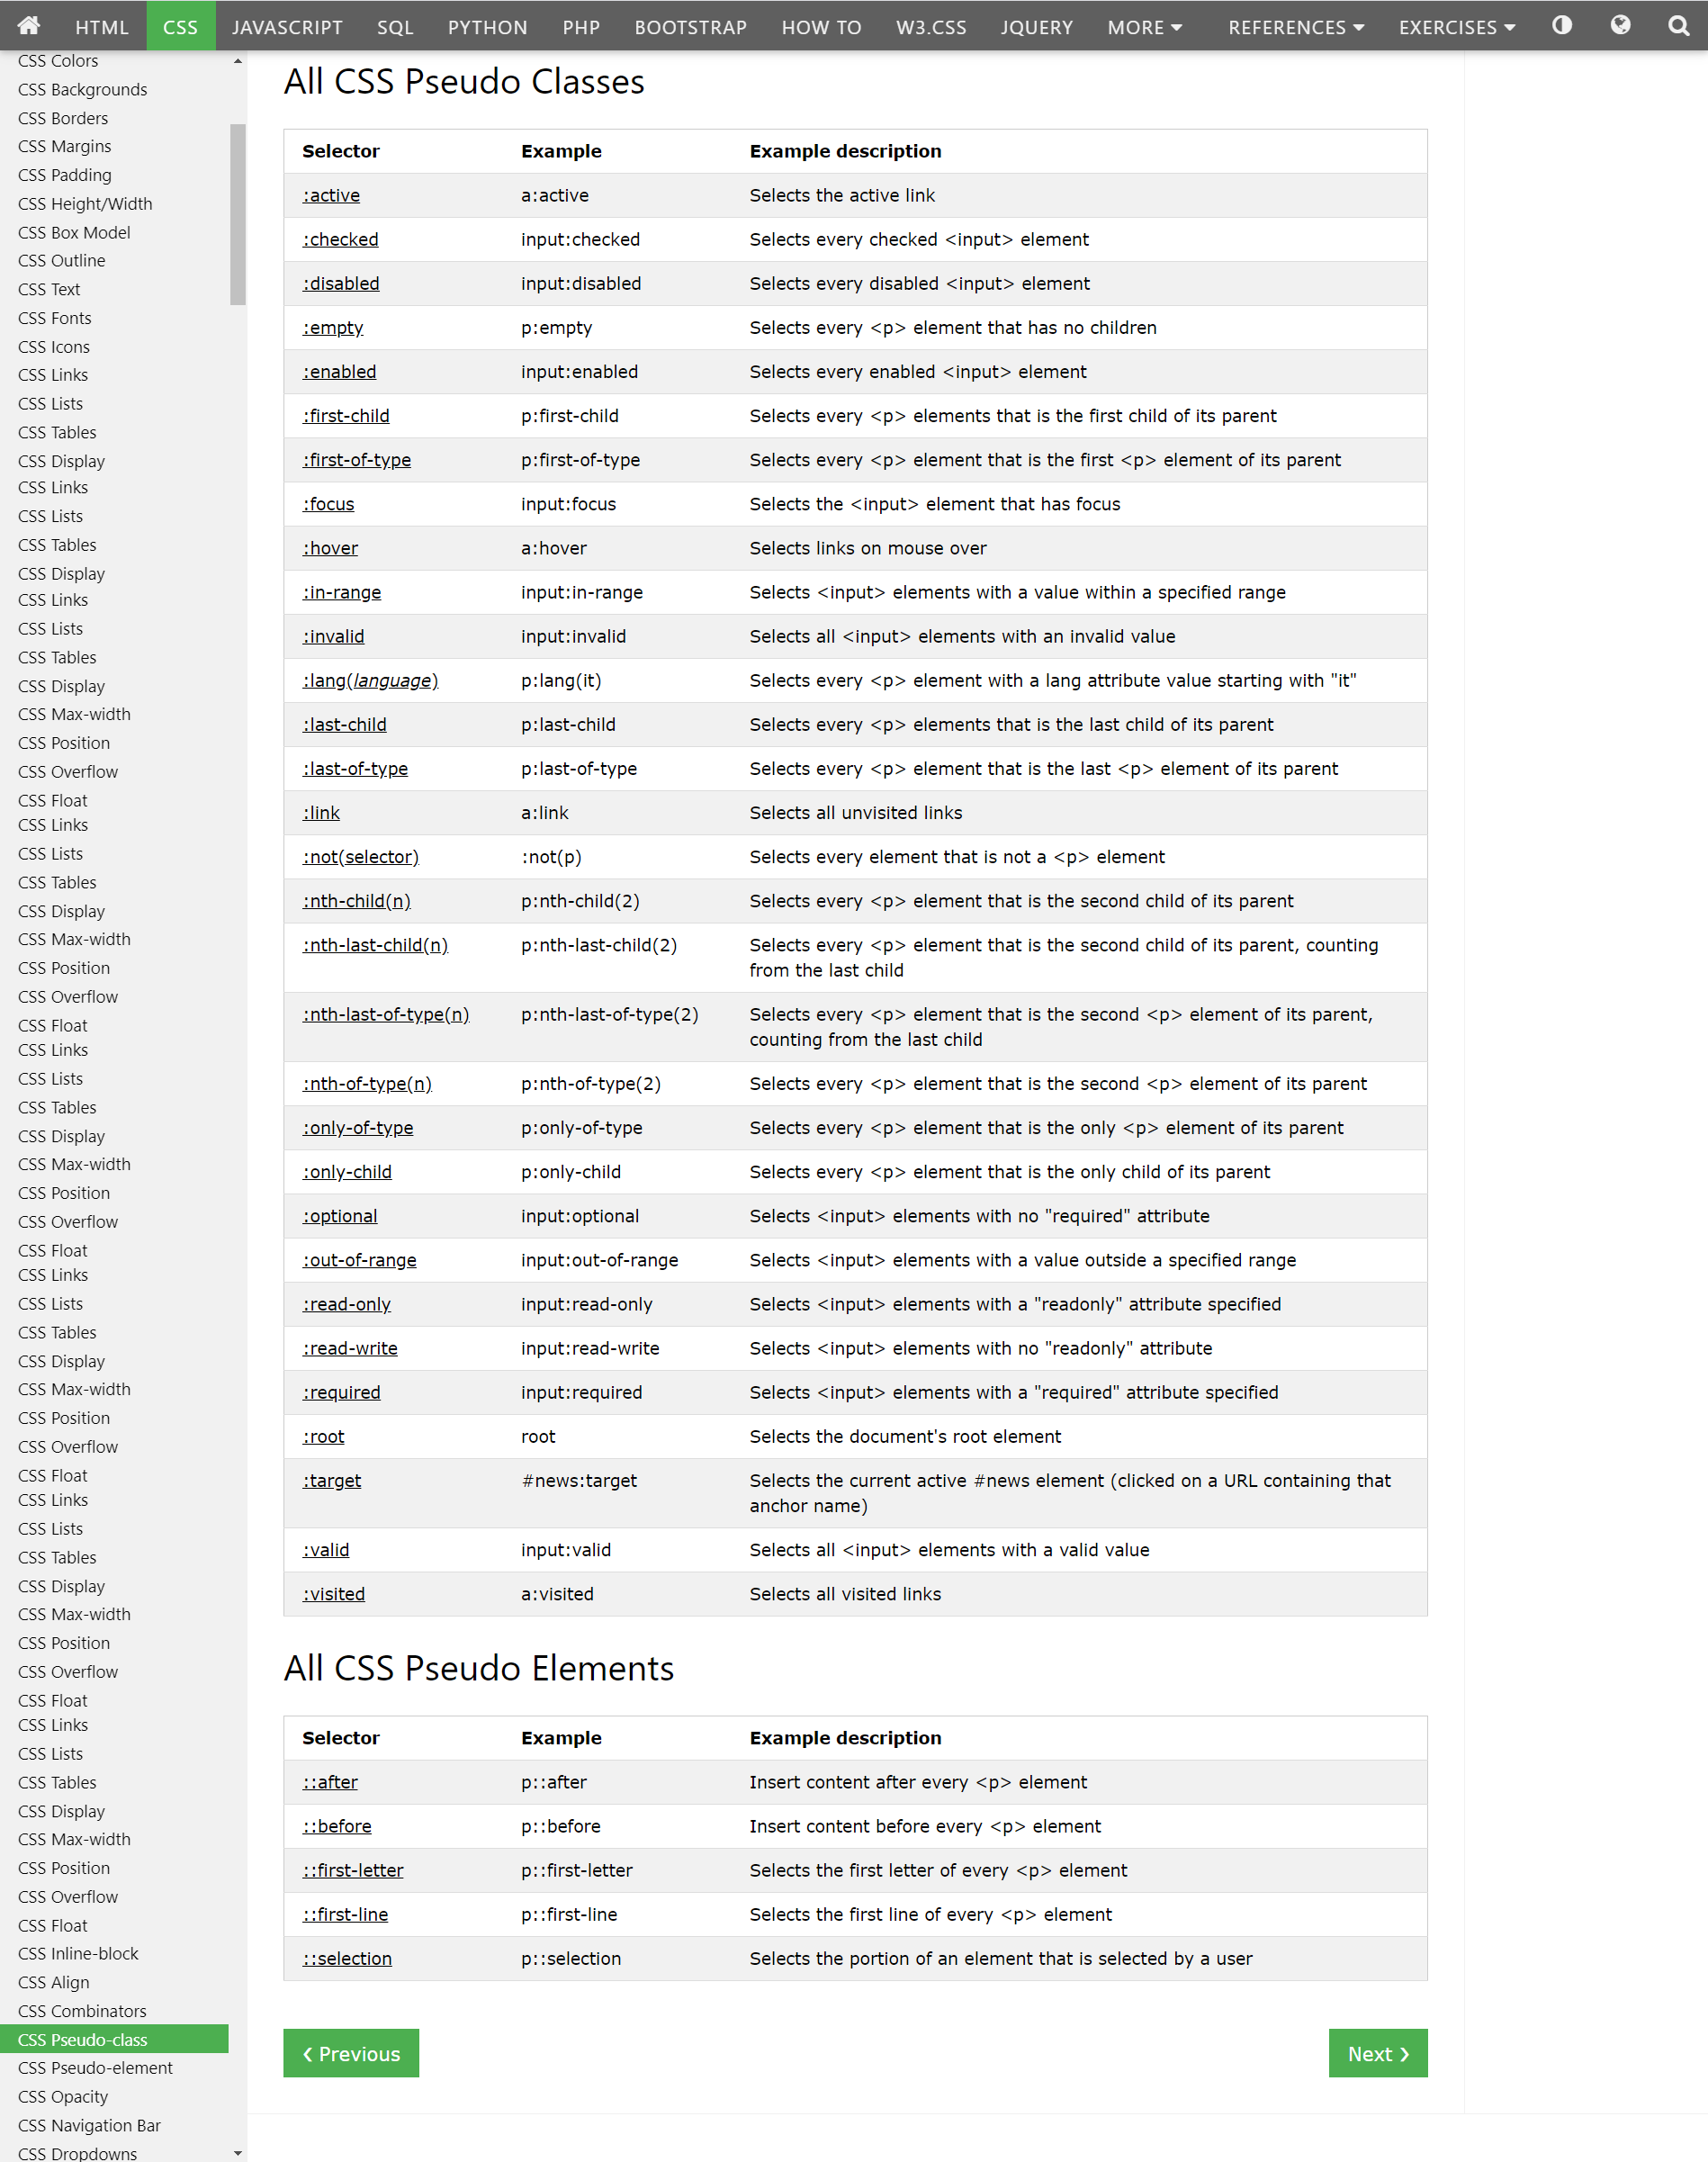 HTML CSS JAVASCRIPT SQL PYTHON PHP BOOTSTRAP HOW TO W3.CSS JQUERY MORE REFERENCES EXERCISES
CSS Colors
CSS Backgrounds
CSS Borders
CSS Margins
CSS Padding
CSS Height/Width
CSS Box Model
CSS Outline
CSS Text
CSS Fonts
CSS Icons
CSS Links
CSS Lists
CSS Tables
CSS Display
CSS Links
CSS Lists
CSS Tables
CSS Display
CSS Links
CSS Lists
CSS Tables
CSS Display
CSS Max-width
CSS Position
CSS Overflow
CSS Float
CSS Links
CSS Lists
CSS Tables
CSS Display
CSS Max-width
CSS Position
CSS Overflow
CSS Float
CSS Links
CSS Lists
CSS Tables
CSS Display
CSS Max-width
CSS Position
CSS Overflow
CSS Float
CSS Links
CSS Lists
CSS Tables
CSS Display
CSS Max-width
CSS Position
CSS Overflow
CSS Float
CSS Links
CSS Lists
CSS Tables
CSS Display
CSS Max-width
CSS Position
CSS Overflow
CSS Float
CSS Links
CSS Lists
CSS Tables
CSS Display
CSS Max-width
CSS Position
CSS Overflow
CSS Float
CSS Inline-block
CSS Align
CSS Combinators
CSS Pseudo-class
CSS Pseudo-element
CSS Opacity
CSS Navigation Bar
CSS Dropdowns
All CSS Pseudo Classes
Selector Example Example description
:active a:active Selects the active link
:checked input:checked Selects every checked <input> element
:disabled input:disabled Selects every disabled <input> element
:empty p:empty Selects every <p> element that has no children
:enabled input:enabled Selects every enabled <input> element
:first-child p:first-child Selects every <p> elements that is the first child of its parent
:first-of-type p:first-of-type Selects every <p> element that is the first <p> element of its parent
:focus input:focus Selects the <input> element that has focus
:hover a:hover Selects links on mouse over
:in-range input:in-range Selects <input> elements with a value within a specified range
:invalid input:invalid Selects all <input> elements with an invalid value
:lang(language) p:lang(it) Selects every <p> element with a lang attribute value starting with "it"
:last-child p:last-child Selects every <p> elements that is the last child of its parent
:last-of-type p:last-of-type Selects every <p> element that is the last <p> element of its parent
:link a:link Selects all unvisited links
:not(selector) :not(p) Selects every element that is not a <p> element
:nth-child(n) p:nth-child(2) Selects every <p> element that is the second child of its parent
:nth-last-child(n) p:nth-last-child(2) Selects every <p> element that is the second child of its parent, counting
from the last child
:nth-last-of-type(n) p:nth-last-of-type(2) Selects every <p> element that is the second <p> element of its parent,
counting from the last child
:nth-of-type(n) p:nth-of-type(2) Selects every <p> element that is the second <p> element of its parent
:only-of-type p:only-of-type Selects every <p> element that is the only <p> element of its parent
:only-child p:only-child Selects every <p> element that is the only child of its parent
:optional input:optional Selects <input> elements with no "required" attribute
:out-of-range input:out-of-range Selects <input> elements with a value outside a specified range
:read-only input:read-only Selects <input> elements with a "readonly" attribute specified
:read-write input:read-write Selects <input> elements with no "readonly" attribute
:required input:required Selects <input> elements with a "required" attribute specified
:root root Selects the document's root element
:target #news:target Selects the current active #news element (clicked on a URL containing that
anchor name)
:valid input:valid Selects all <input> elements with a valid value
:visited a:visited Selects all visited links
All CSS Pseudo Elements
Selector Example Example description
::after p::after Insert content after every <p> element
::before p::before Insert content before every <p> element
::first-letter p::first-letter Selects the first letter of every <p> element
::first-line p::first-line Selects the first line of every <p> element
::selection p::selection Selects the portion of an element that is selected by a user
❮ Previous Next ❯